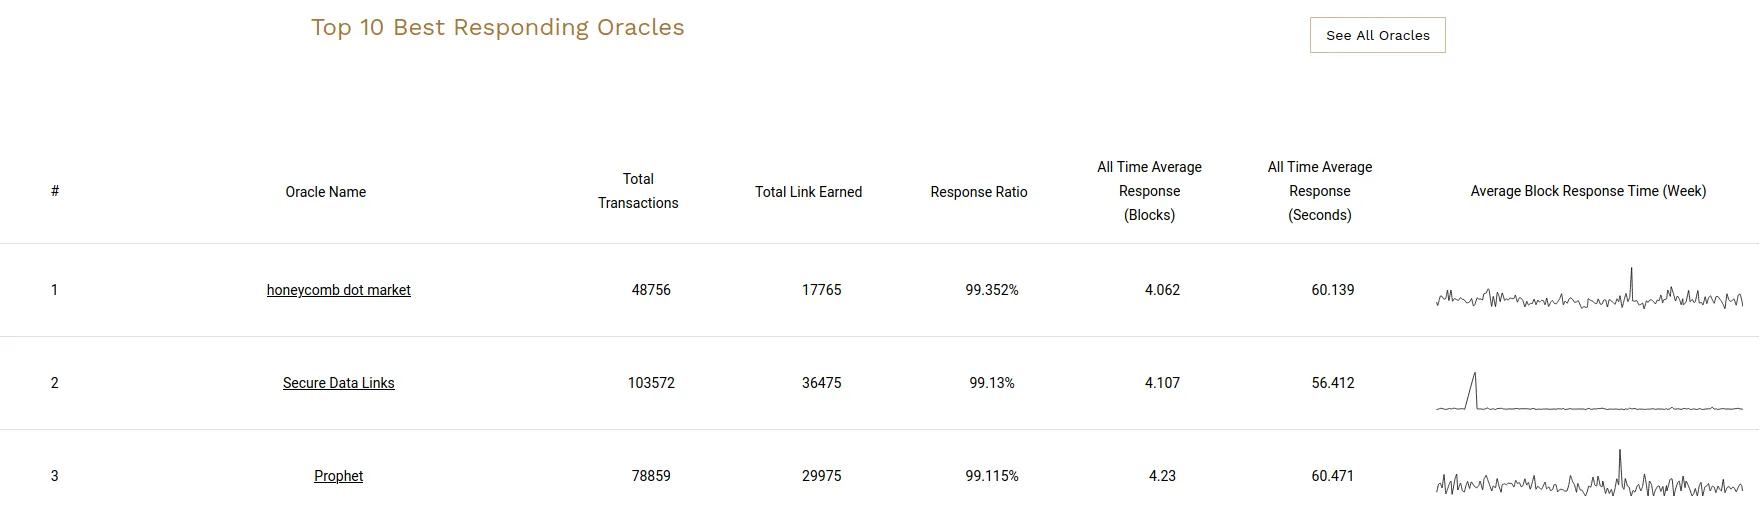 Top 10 Best Responding Oracles
See All Oracles
# Oracle Name Total Transactions Total Link Earned Response Ratio All Time Average Response (Blocks) All Time Average Response (Seconds) Average Block Response Time (Week)
1 honeycomb dot market 48756 17765 99.352% 4.062 60.139
2 Secure Data Links 103572 36475 99.13% 4.107 56.412
3 Prophet 78859 29975 99.115% 4.23 60.471